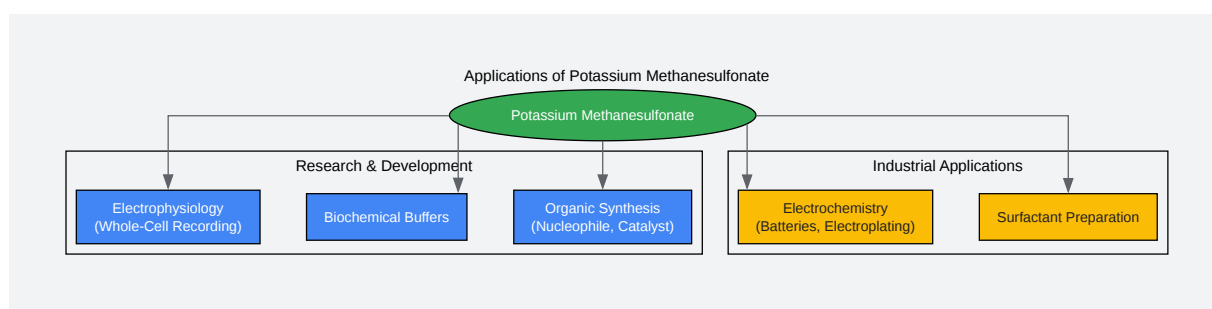 Applications of Potassium Methanesulfonate
Potassium Methanesulfonate
Research & Development
Industrial Applications
Electrophysiology
(Whole-Cell Recording)
Biochemical Buffers
Organic Synthesis
(Nucleophile, Catalyst)
Electrochemistry
(Batteries, Electroplating)
Surfactant Preparation